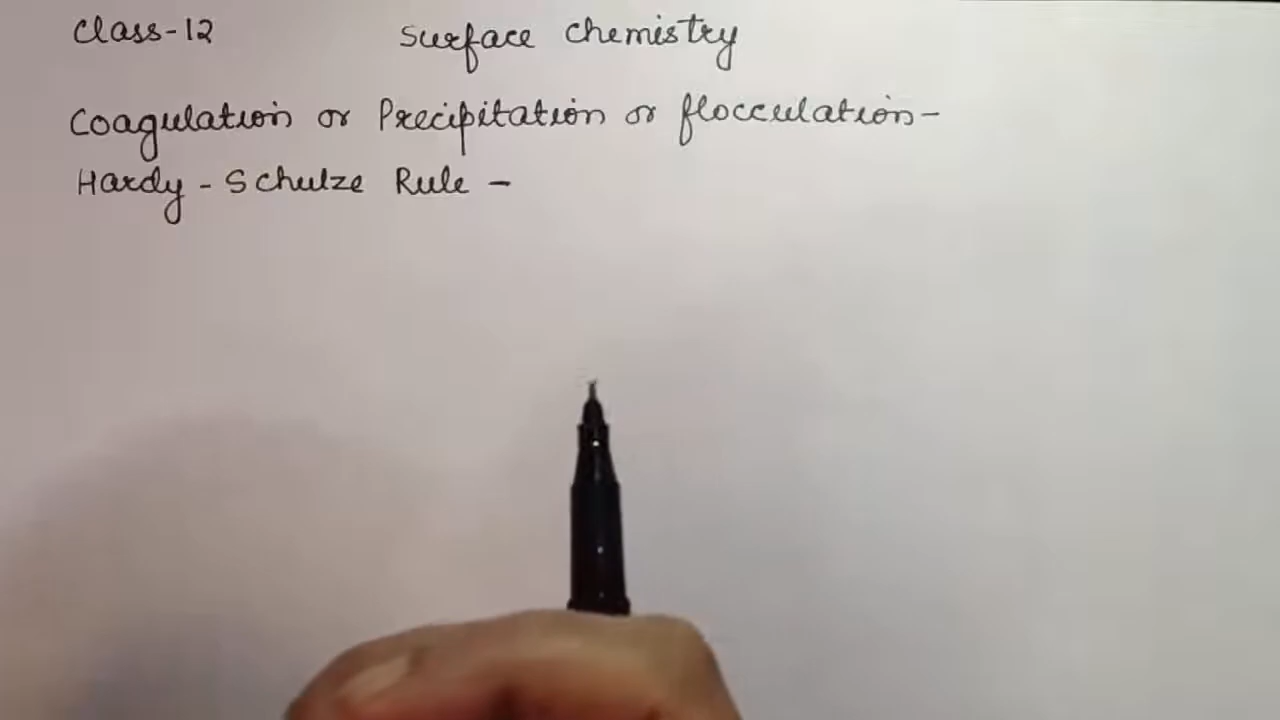 Class-12 Surface chemistry
Coagulation or Precipitation or flocculation-
Hardy - Schulze Rule -